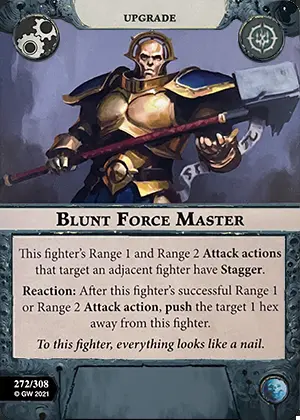 UPGRADE
BLUNT FORCE MASTER
This fighter's Range 1 and Range 2 Attack actions
that target an adjacent fighter have Stagger.
Reaction: After this fighter's successful Range 1
or Range 2 Attack action, push the target 1 hex
away from this fighter.
To this fighter, everything looks like a nail.
272/308
© GW 2021